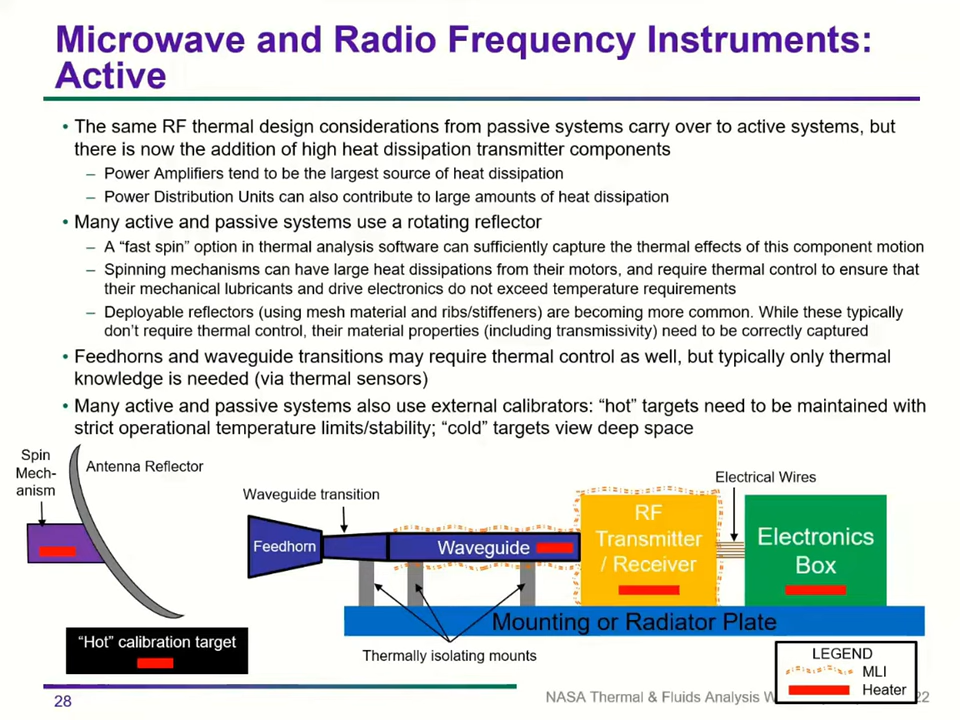 Microwave and Radio Frequency Instruments:
Active
• The same RF thermal design considerations from passive systems carry over to active systems, but
there is now the addition of high heat dissipation transmitter components
– Power Amplifiers tend to be the largest source of heat dissipation
– Power Distribution Units can also contribute to large amounts of heat dissipation
• Many active and passive systems use a rotating reflector
– A “fast spin” option in thermal analysis software can sufficiently capture the thermal effects of this component motion
– Spinning mechanisms can have large heat dissipations from their motors, and require thermal control to ensure that
their mechanical lubricants and drive electronics do not exceed temperature requirements
– Deployable reflectors (using mesh material and ribs/stiffeners) are becoming more common. While these typically
don’t require thermal control, their material properties (including transmissivity) need to be correctly captured
• Feedhorns and waveguide transitions may require thermal control as well, but typically only thermal
knowledge is needed (via thermal sensors)
• Many active and passive systems also use external calibrators: “hot” targets need to be maintained with
strict operational temperature limits/stability; “cold” targets view deep space
Spin
Mech-
anism
Antenna Reflector
Waveguide transition
Electrical Wires
Feedhorn
Waveguide
RF
Transmitter
/ Receiver
Electronics
Box
Mounting or Radiator Plate
“Hot” calibration target
Thermally isolating mounts
LEGEND
MLI
Heater
28
NASA Thermal & Fluids Analysis W
22